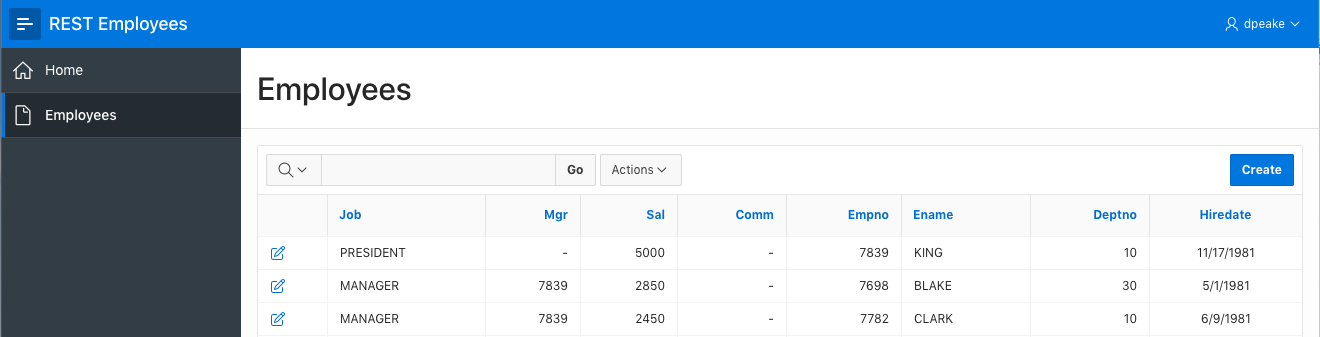 REST Employees
dpeake
Home
Employees
Employees
Go Actions Create
Job Mgr Sal Comm Empno Ename Deptno Hiredate
PRESIDENT - 5000 - 7839 KING 10 11/17/1981
MANAGER 7839 2850 - 7698 BLAKE 30 5/1/1981
MANAGER 7839 2450 - 7782 CLARK 10 6/9/1981